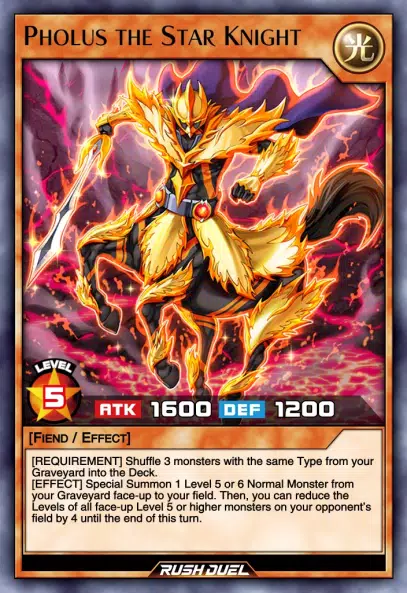 PHOLUS THE STAR KNIGHT
光
LEVEL
5
ATK 1600 DEF 1200
[FIEND / EFFECT]
[REQUIREMENT] Shuffle 3 monsters with the same Type from your
Graveyard into the Deck.
[EFFECT] Special Summon 1 Level 5 or 6 Normal Monster from
your Graveyard face-up to your field. Then, you can reduce the
Levels of all face-up Level 5 or higher monsters on your opponent's
field by 4 until the end of this turn.
RUSH DUEL